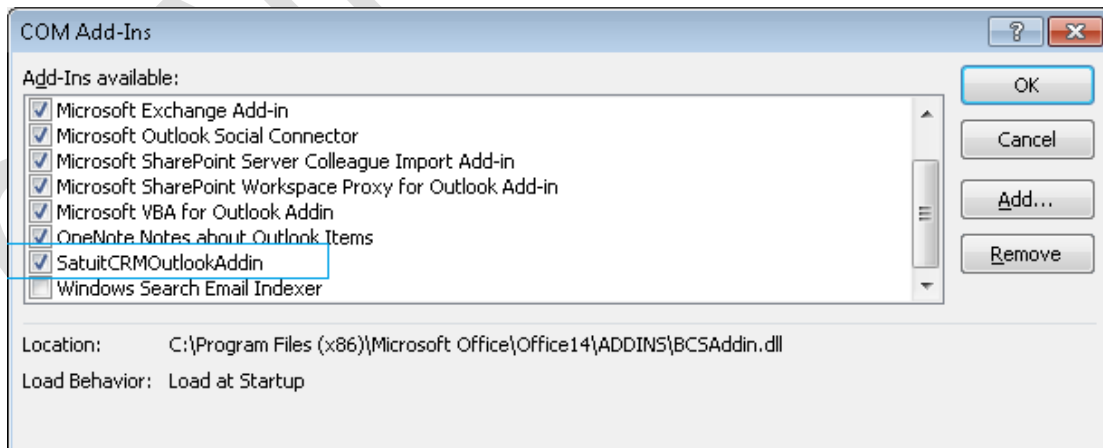 COM Add-Ins
Add-Ins available:
OK
Microsoft Exchange Add-in
Microsoft Outlook Social Connector
Cancel
Microsoft SharePoint Server Colleague Import Add-in
Microsoft SharePoint Workspace Proxy for Outlook Add-in
Add...
Microsoft VBA for Outlook Addin
OneNote Notes about Outlook Items
Remove
SatuitCRMOutlookAddin
Windows Search Email Indexer
Location: C:\Program Files (x86)\Microsoft Office\Office14\ADDINS\BCSAddin.dll
Load Behavior: Load at Startup